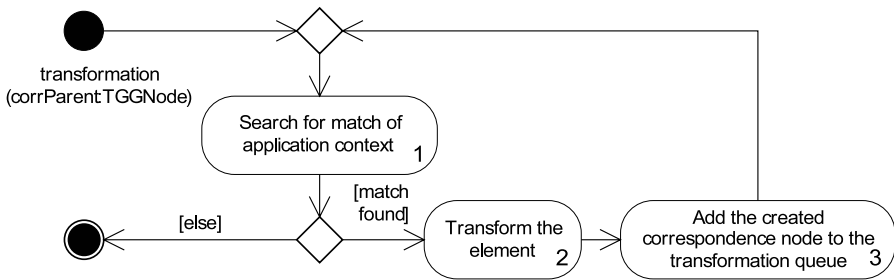 transformation
(corrParent:TGGNode)
Search for match of
application context
1
[match
found]
[else]
Transform the
element
2
Add the created
correspondence node to the
transformation queue
3